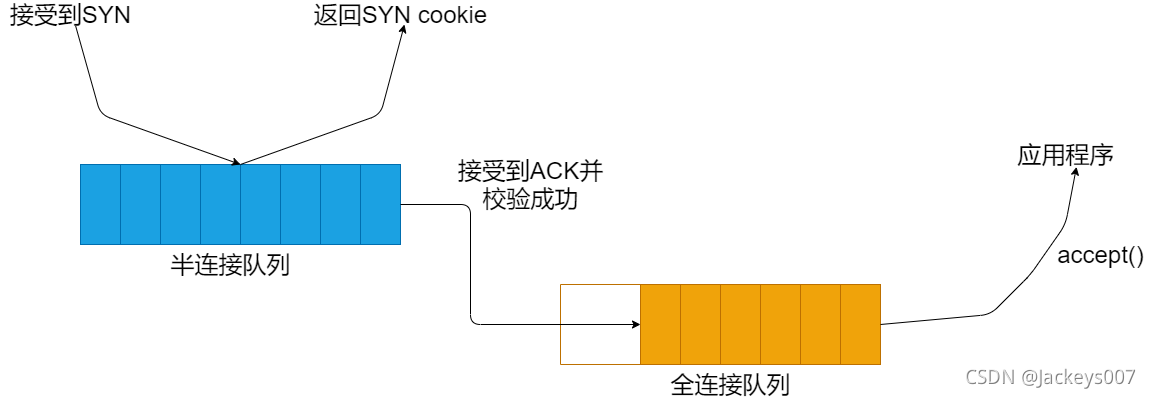 接受到SYN
返回SYN cookie
接受到ACK并
校验成功
应用程序
accept()
半连接队列
全连接队列
CSDN @Jackeys007